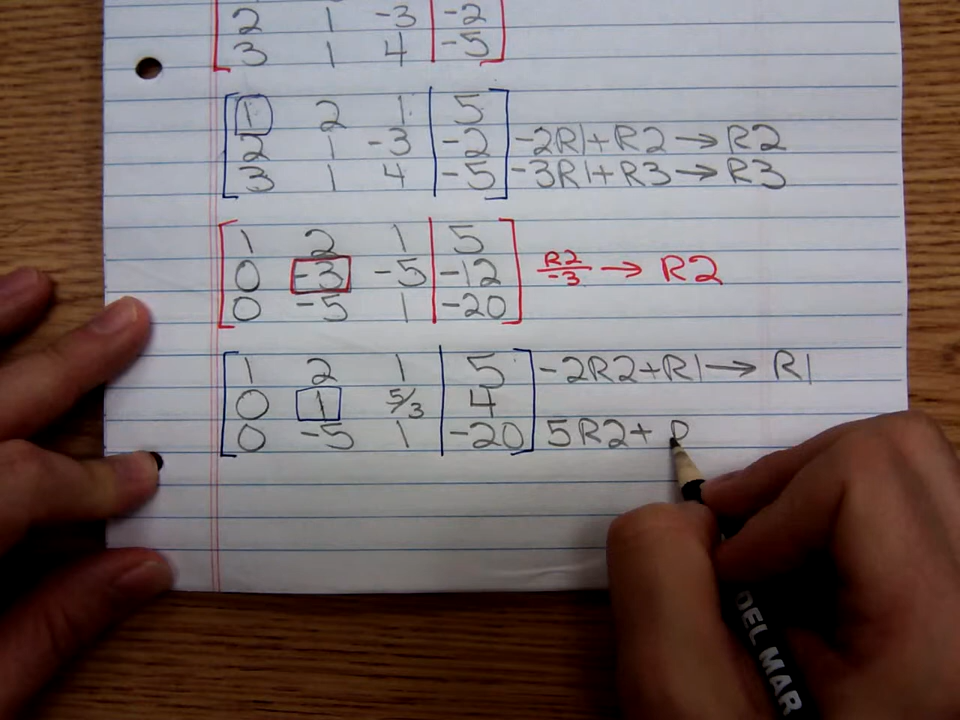 2 1 -3 -2
3 1 4 -5
1 2 1 5
2 1 -3 -2 -2R1+R2→R2
3 1 4 -5 -3R1+R3→R3
1 2 1 5
0 -3 -5 -12 R2/-3 → R2
0 -5 1 -20
1 2 1 5 -2R2+R1→ R1
0 1 5/3 4
0 -5 1 -20 5R2+ R
DEL MAR